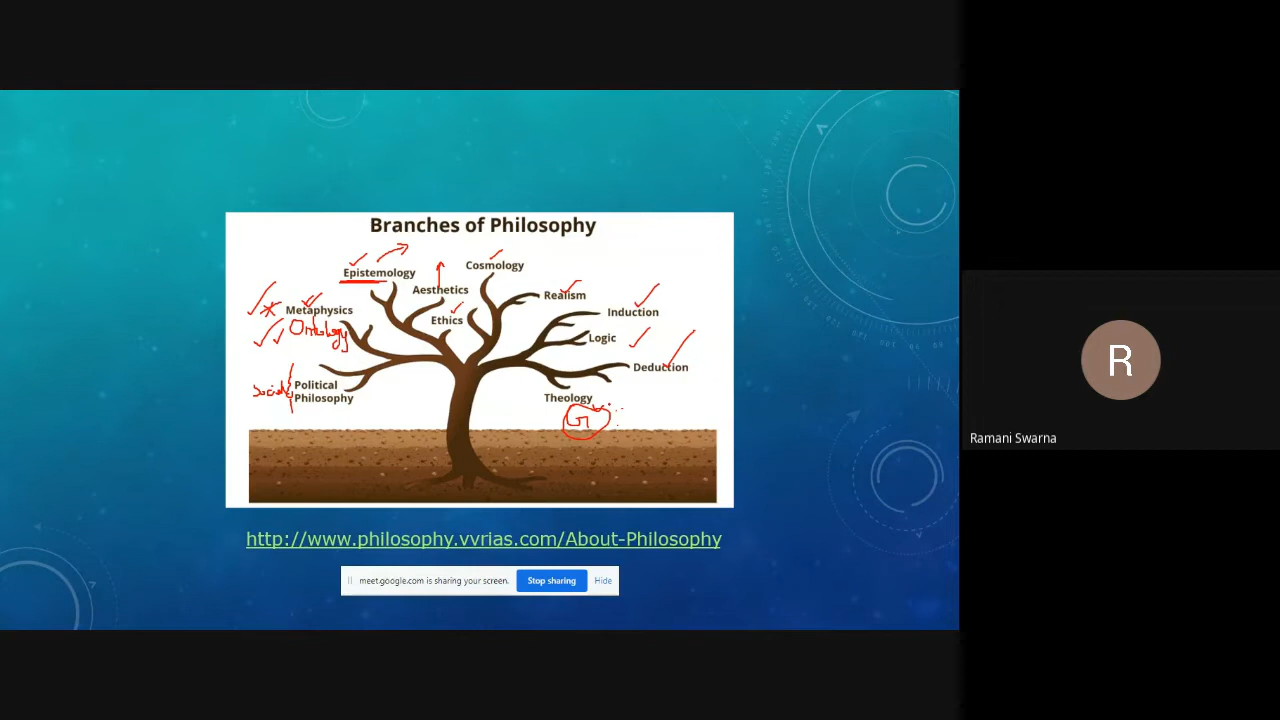 Branches of Philosophy
Cosmology
Epistemology
Aesthetics
Realism
Metaphysics
Induction
Ethics
Ontology
Logic
Deduction
Political
Social
Philosophy
Theology
G
http://www.philosophy.vvrias.com/About-Philosophy
meet.google.com is sharing your screen. Stop sharing Hide
R
Ramani Swarna